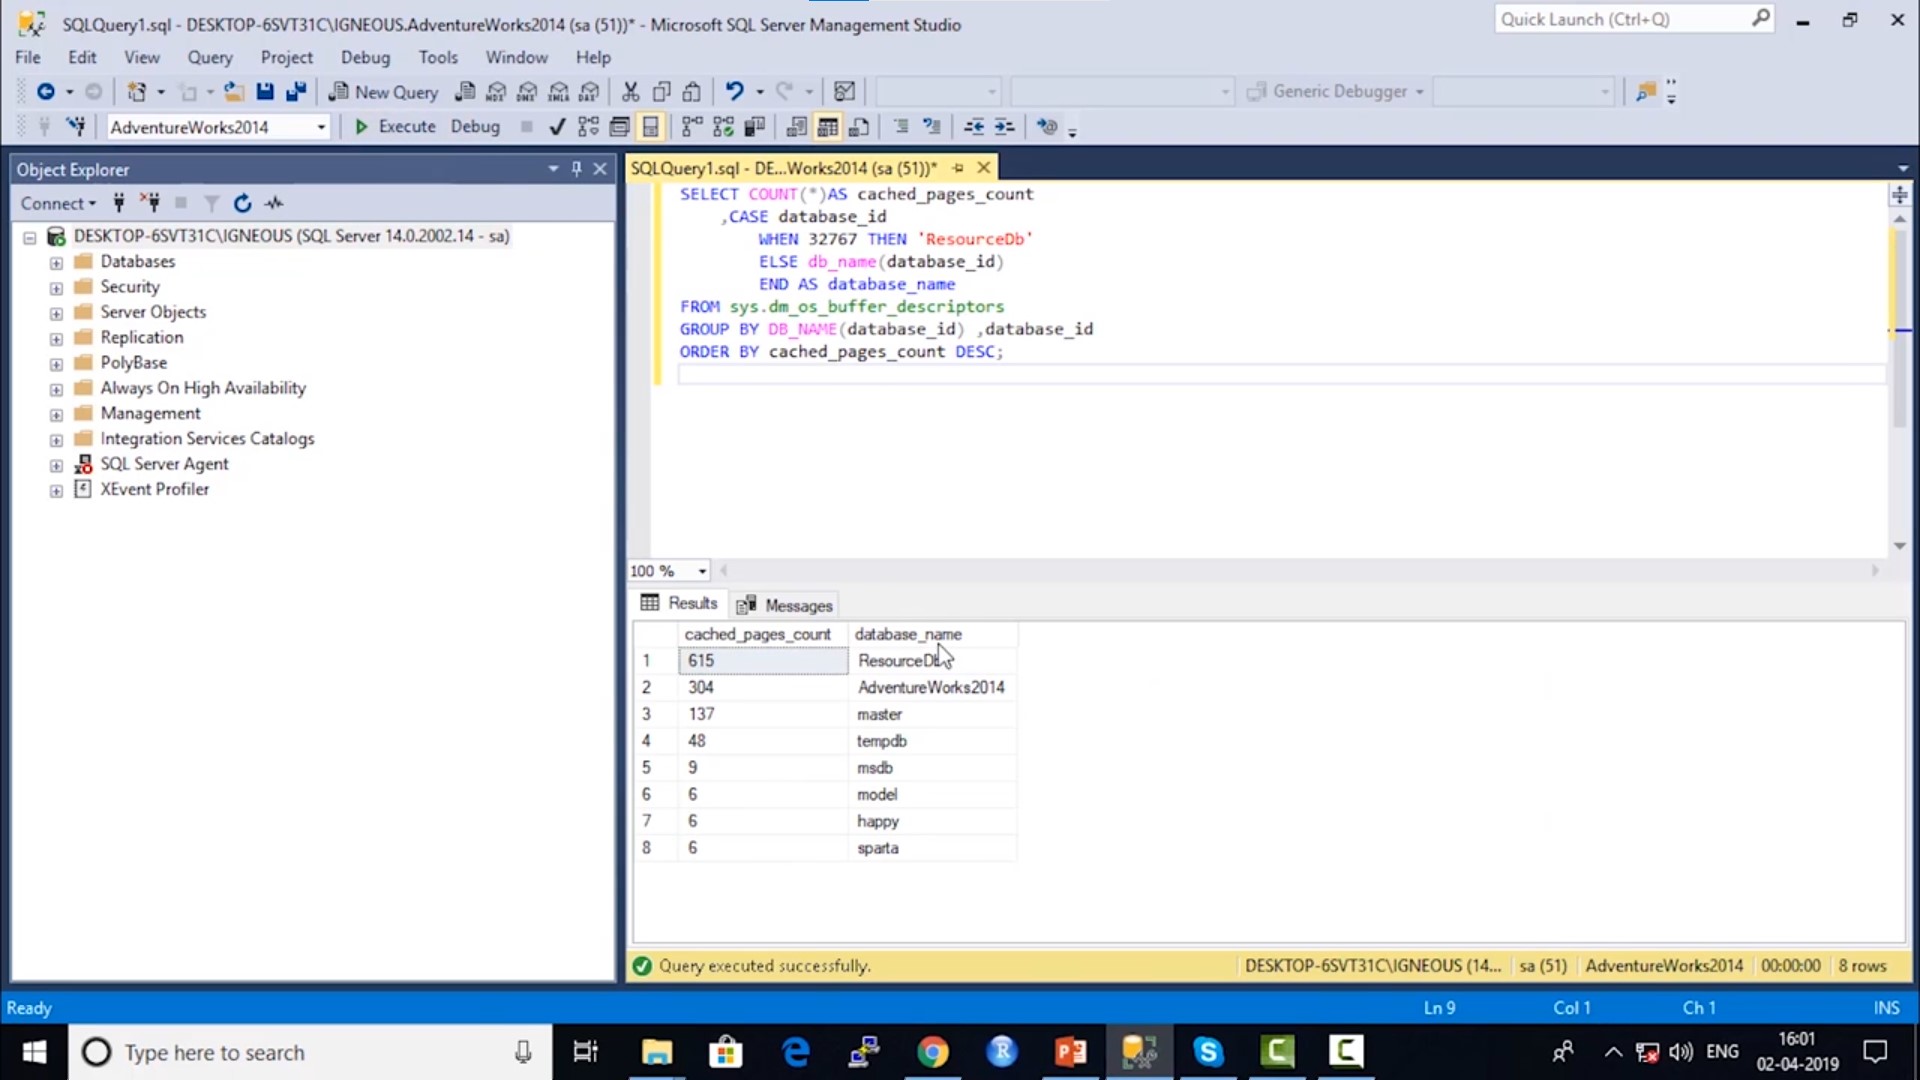 SQLQuery1.sql - DESKTOP-6SVT31C\IGNEOUS.AdventureWorks2014 (sa (51))* - Microsoft SQL Server Management Studio
Quick Launch (Ctrl+Q)
File Edit View Query Project Debug Tools Window Help
New Query
MDX DMX XMLA DAX
Generic Debugger
AdventureWorks2014
Execute Debug
Object Explorer
Connect
DESKTOP-6SVT31C\IGNEOUS (SQL Server 14.0.2002.14 - sa)
Databases
Security
Server Objects
Replication
PolyBase
Always On High Availability
Management
Integration Services Catalogs
SQL Server Agent
XEvent Profiler
SQLQuery1.sql - DE...Works2014 (sa (51))*
SELECT COUNT(*)AS cached_pages_count
,CASE database_id
WHEN 32767 THEN 'ResourceDb'
ELSE db_name(database_id)
END AS database_name
FROM sys.dm_os_buffer_descriptors
GROUP BY DB_NAME(database_id) ,database_id
ORDER BY cached_pages_count DESC;
100 %
Results Messages
cached_pages_count database_name
1 615 ResourceDb
2 304 AdventureWorks2014
3 137 master
4 48 tempdb
5 9 msdb
6 6 model
7 6 happy
8 6 sparta
Query executed successfully.
DESKTOP-6SVT31C\IGNEOUS (14... sa (51) AdventureWorks2014 00:00:00 8 rows
Ready
Ln 9 Col 1 Ch 1 INS
Type here to search
ENG
16:01
02-04-2019